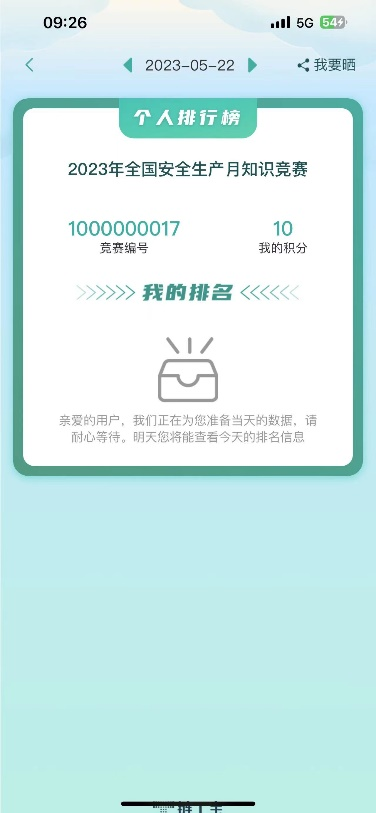 09:26
5G
54
2023-05-22
我要晒
个人排行榜
2023年全国安全生产月知识竞赛
1000000017
10
竞赛编号
我的积分
我的排名
亲爱的用户，我们正在为您准备当天的数据，请
耐心等待。明天您将能查看今天的排名信息